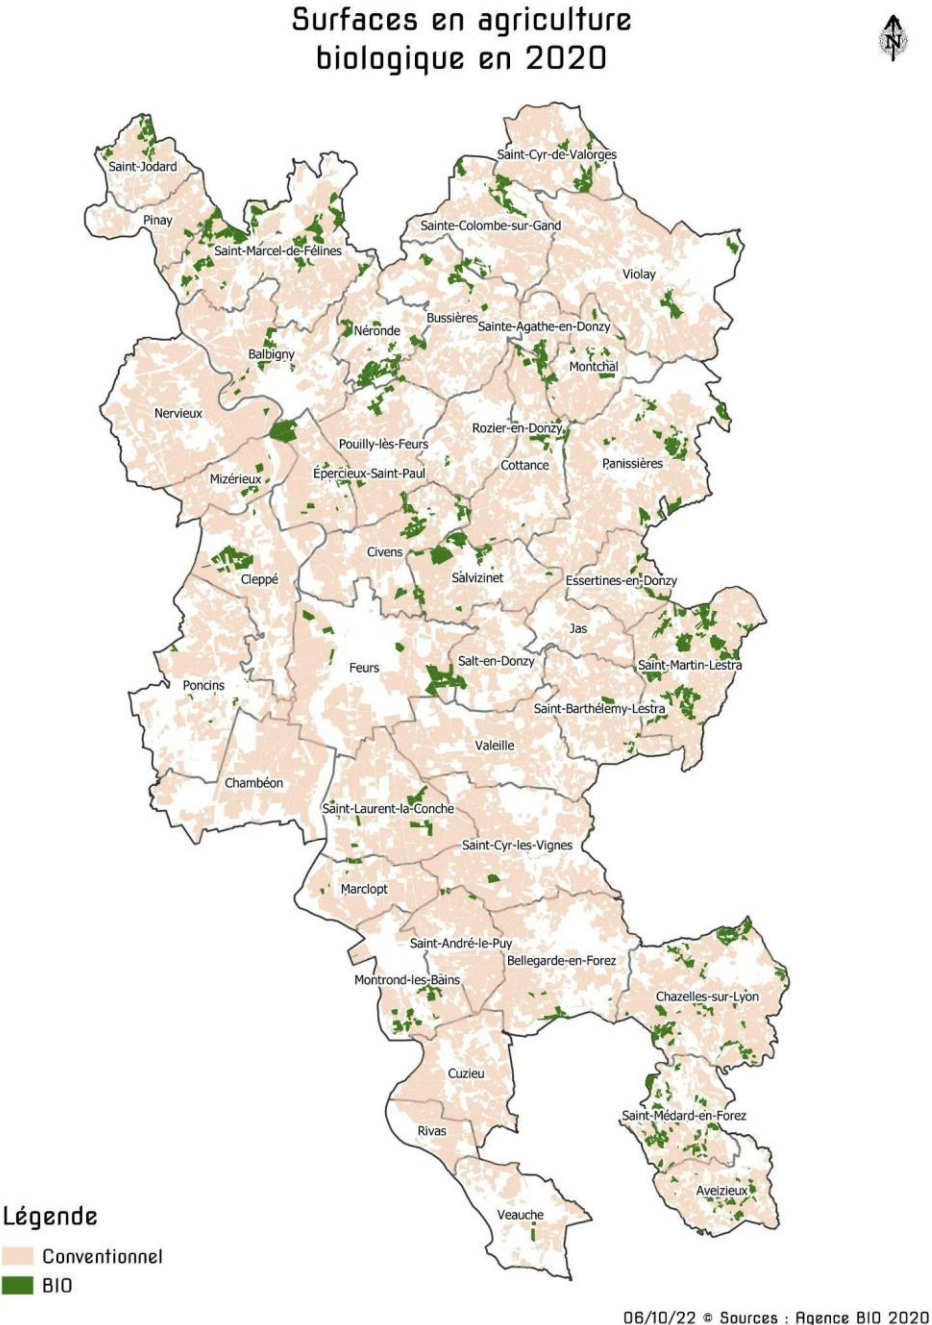 Surfaces en agriculture
biologique en 2020
N
Saint-Cyr-de-Valorges
Saint-Jodard
Pinay
Sainte-Colombe-sur-Gand
Saint-Marcel-de-Félines
Violay
Bussières
Sainte-Agathe-en-Donzy
Néronde
Balbigny
Montchal
Nervieux
Rozier-en-Donzy
Pouilly-lès-Feurs
Cottance
Panissières
Épercieux-Saint-Paul
Mizérieux
Civens
Cleppé
Salvizinet
Essertines-en-Donzy
Jas
Feurs
Salt-en-Donzy
Saint-Martin-Lestra
Poncins
Saint-Barthélemy-Lestra
Valeille
Chambéon
Saint-Laurent-la-Conche
Saint-Cyr-les-Vignes
Marclopt
Saint-André-le-Puy
Bellegarde-en-Forez
Montrond-les-Bains
Chazelles-sur-Lyon
Cuzieu
Saint-Médard-en-Forez
Rivas
Aveizieux
Veauche
Légende
Conventionnel
BIO
06/10/22 © Sources : Agence BIO 2020